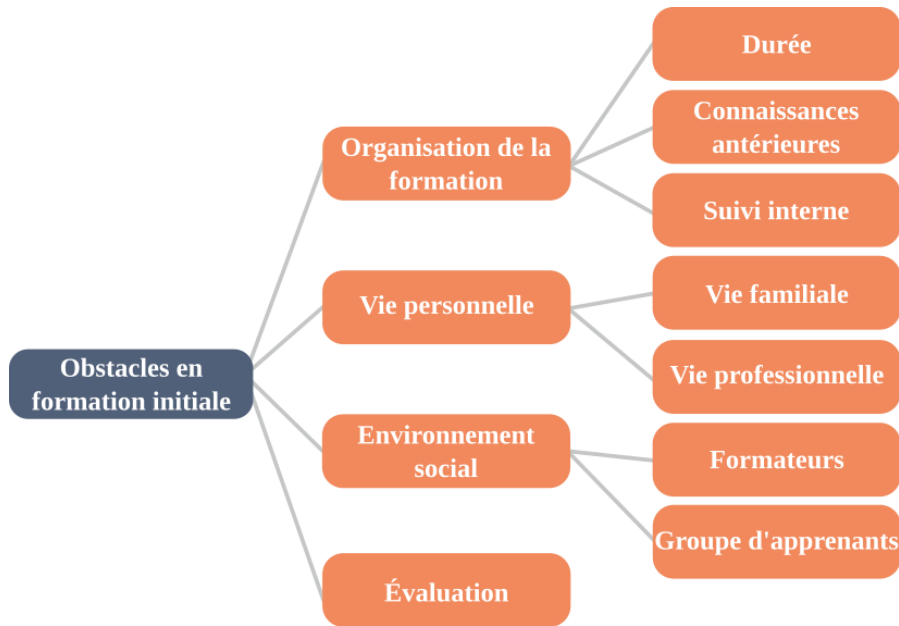 Obstacles en
formation initiale
Organisation de la
formation
Durée
Connaissances
antérieures
Suivi interne
Vie personnelle
Vie familiale
Vie professionnelle
Environnement
social
Formateurs
Groupe d'apprenants
Évaluation